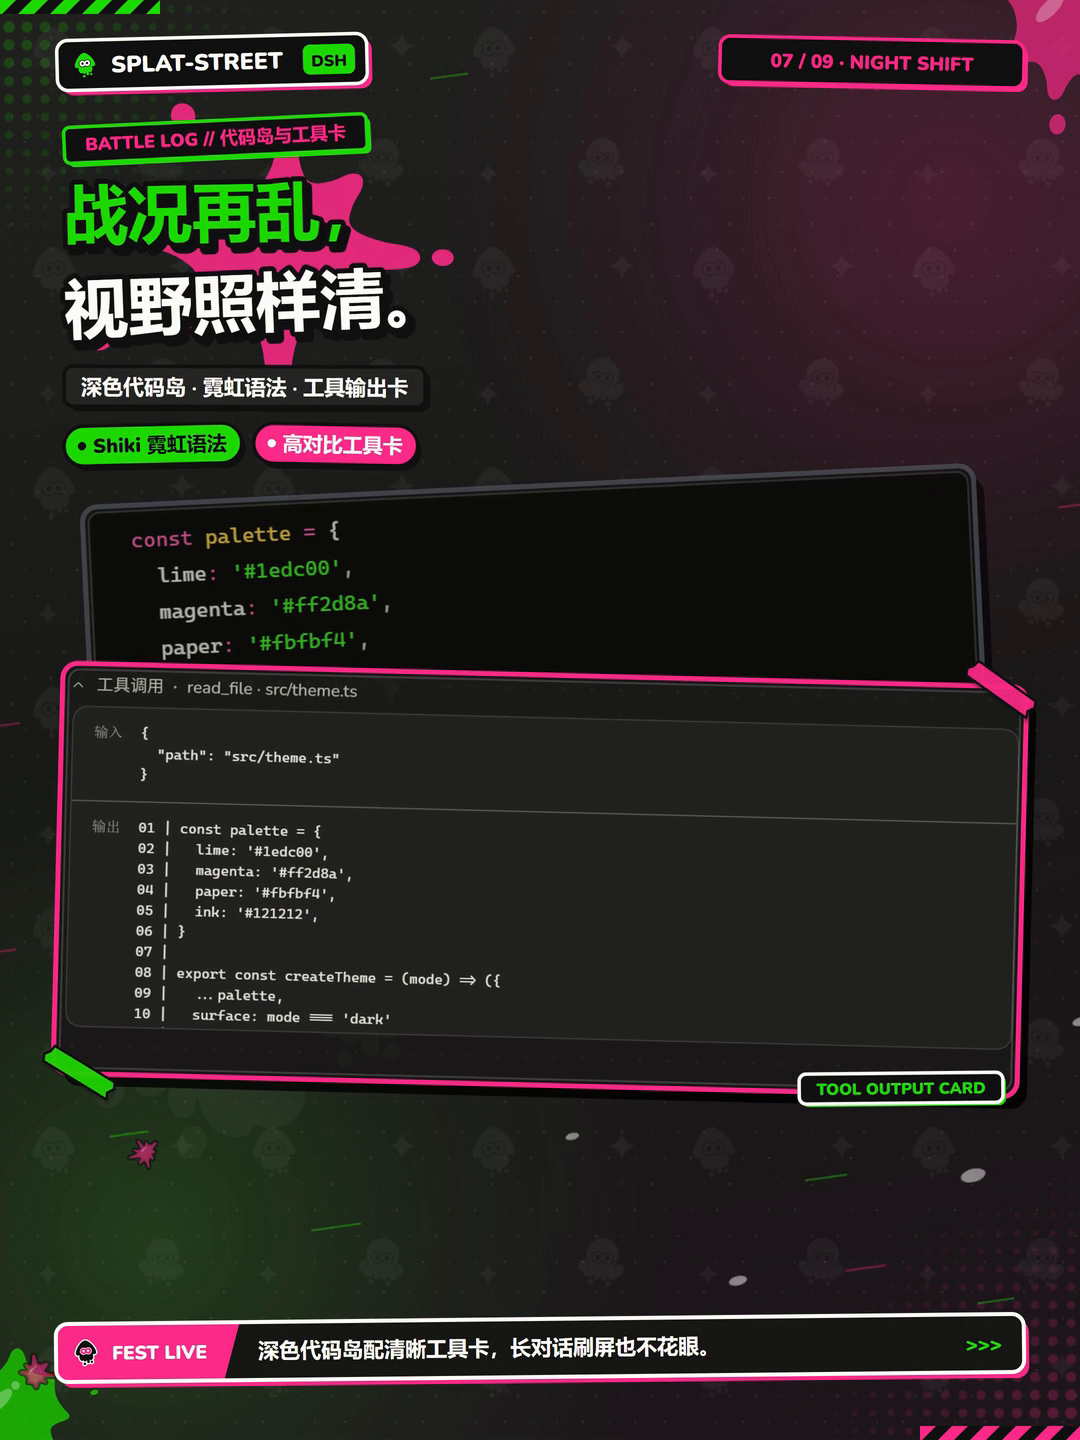 SPLAT-STREET DSH
07 / 09 · NIGHT SHIFT
BATTLE LOG // 代码岛与工具卡
战况再乱，
视野照样清。
深色代码岛 · 霓虹语法 · 工具输出卡
• Shiki 霓虹语法
• 高对比工具卡
const palette = {
  lime: '#1edc00',
  magenta: '#ff2d8a',
  paper: '#fbfbf4',
工具调用 · read_file · src/theme.ts
输入 {
  "path": "src/theme.ts"
}
输出 01 | const palette = {
02 |   lime: '#1edc00',
03 |   magenta: '#ff2d8a',
04 |   paper: '#fbfbf4',
05 |   ink: '#121212',
06 | }
07 |
08 | export const createTheme = (mode) => ({
09 |   ...palette,
10 |   surface: mode === 'dark'
TOOL OUTPUT CARD
FEST LIVE 深色代码岛配清晰工具卡，长对话刷屏也不花眼。 >>>